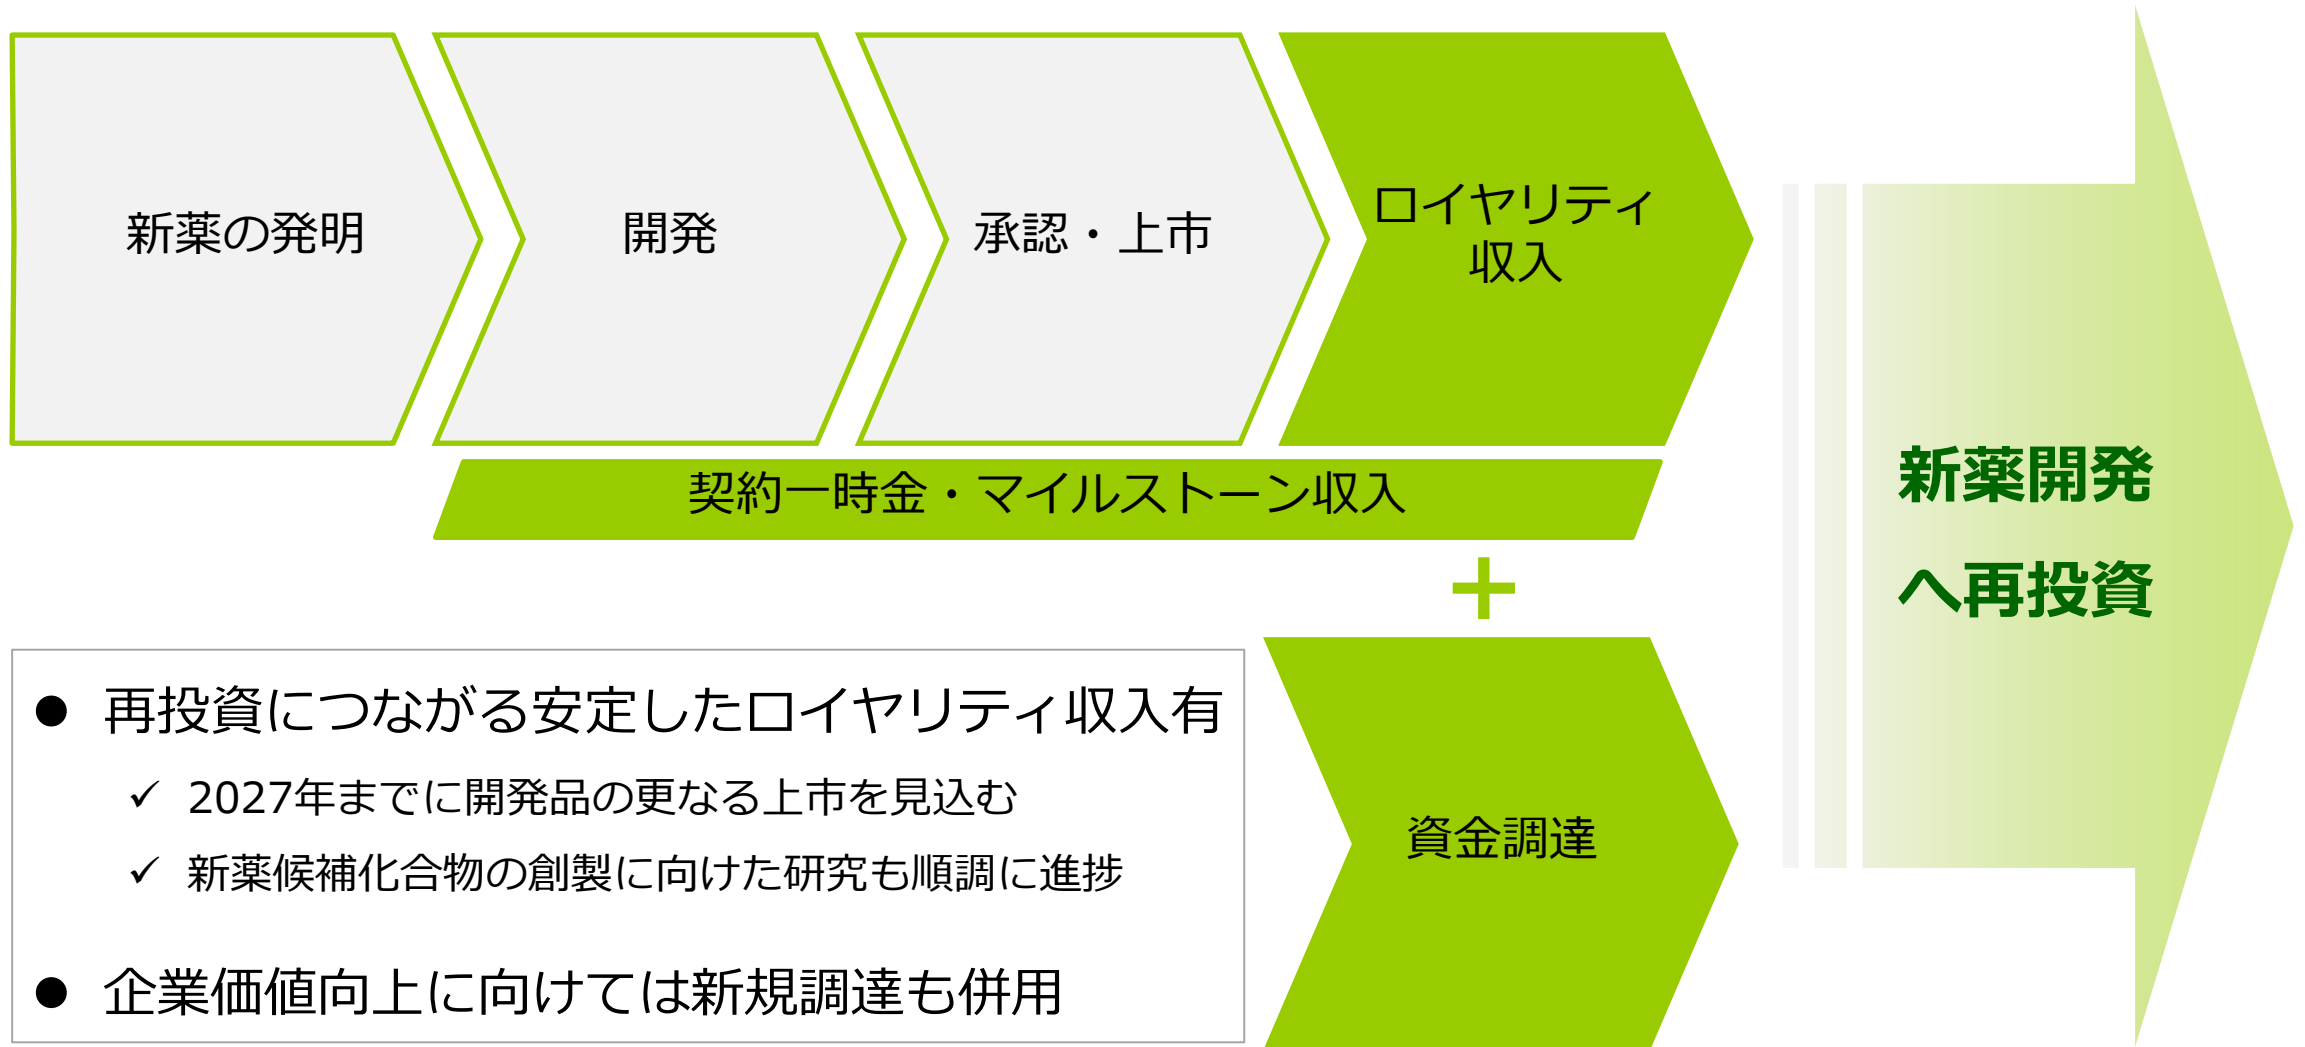 新薬の発明
開発
承認・上市
ロイヤリティ
収入
契約一時金・マイルストーン収入
+
資金調達
新薬開発
へ再投資
● 再投資につながる安定したロイヤリティ収入有
✓ 2027年までに開発品の更なる上市を見込む
✓ 新薬候補化合物の創製に向けた研究も順調に進捗
● 企業価値向上に向けては新規調達も併用